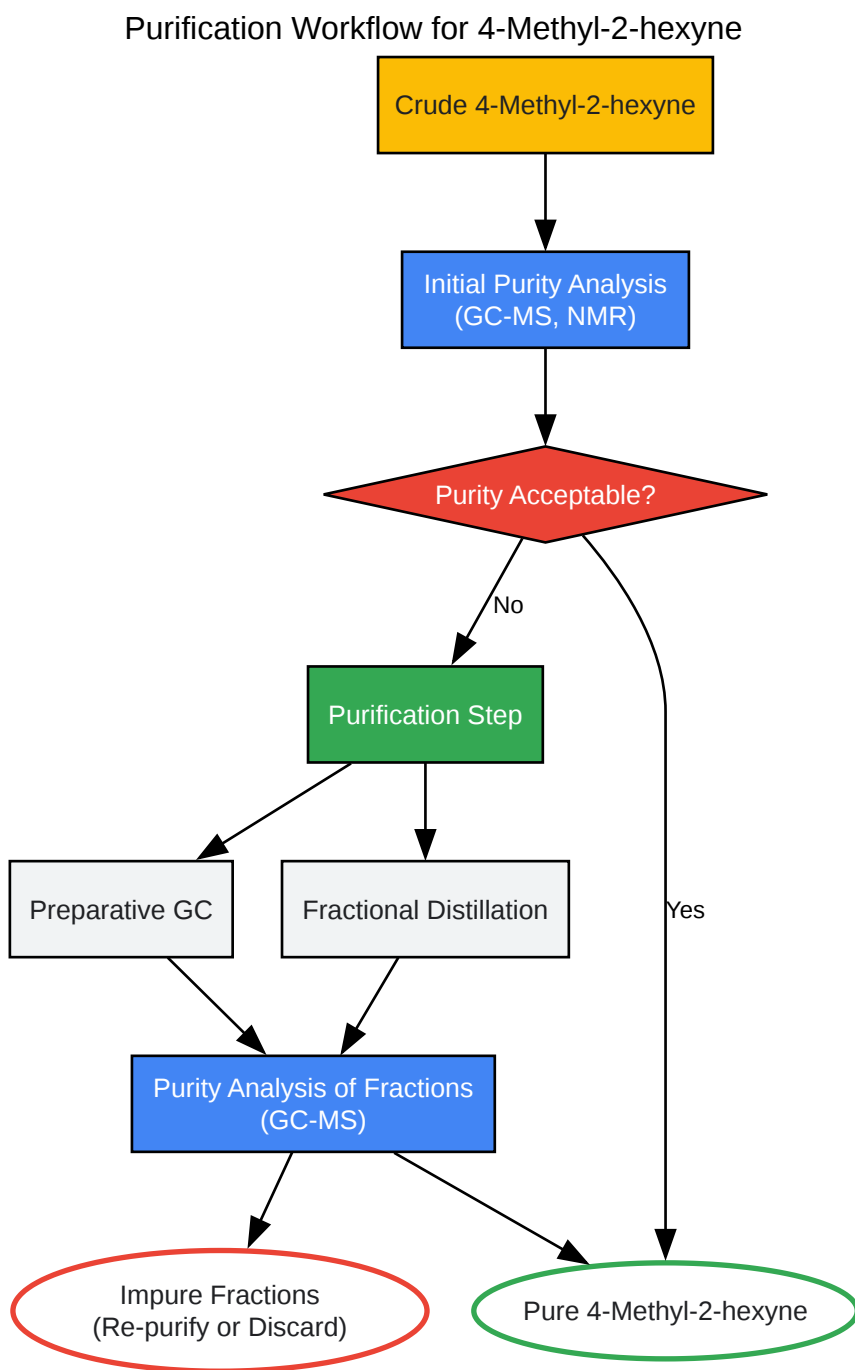 Purification Workflow for 4-Methyl-2-hexyne
Crude 4-Methyl-2-hexyne
Initial Purity Analysis
(GC-MS, NMR)
Purity Acceptable?
No
Purification Step
Preparative GC
Fractional Distillation
Yes
Purity Analysis of Fractions
(GC-MS)
Impure Fractions
(Re-purify or Discard)
Pure 4-Methyl-2-hexyne